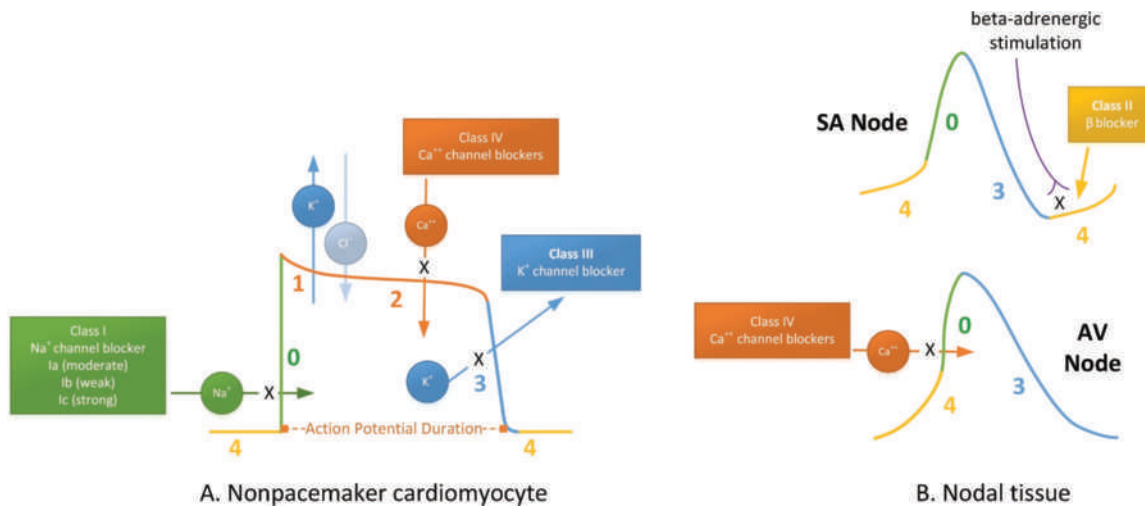 beta-adrenergic
stimulation
Class II
β blocker
SA Node
0
3
4
4
Class IV
Ca⁺⁺ channel blockers
K⁺
Cl⁻
Ca⁺⁺
X
Class III
K⁺ channel blocker
1
2
Class I
Na⁺ channel blocker
Ia (moderate)
Ib (weak)
Ic (strong)
Na⁺
X
0
K⁺
X
3
Action Potential Duration
4
4
A. Nonpacemaker cardiomyocyte
X
Class IV
Ca⁺⁺ channel blockers
Ca⁺⁺
X
0
4
3
AV
Node
B. Nodal tissue